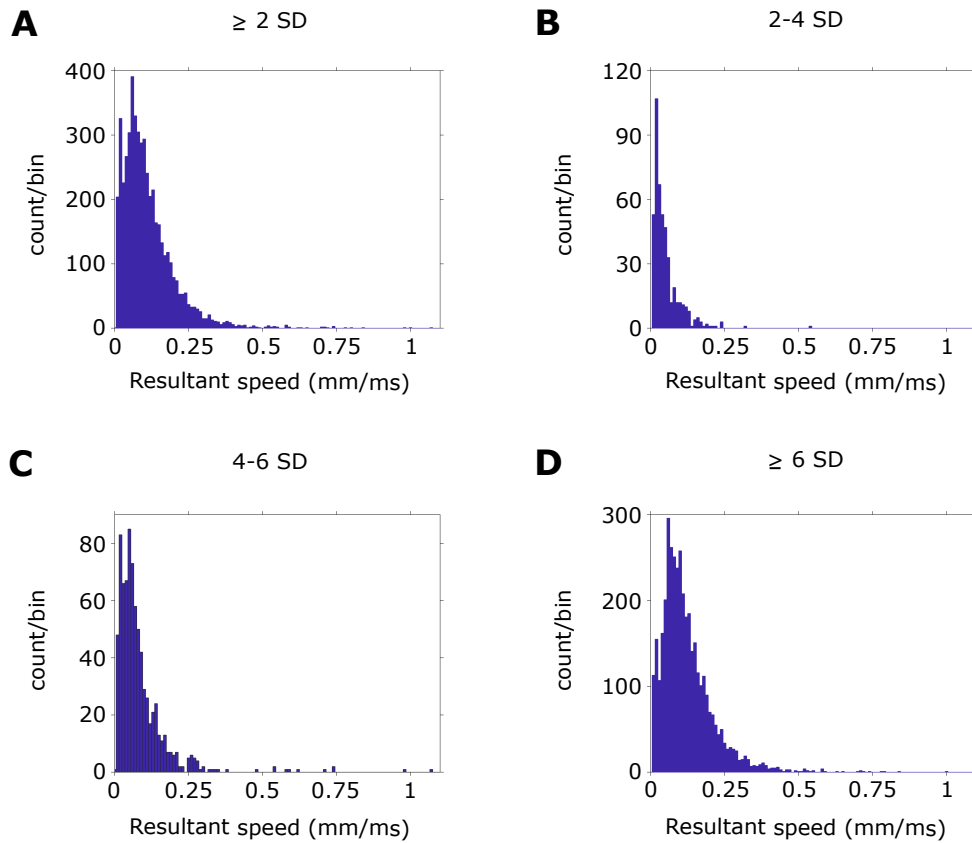 A
≥ 2 SD
400
300
200
100
0
count/bin
0 0.25 0.5 0.75 1
Resultant speed (mm/ms)
B
2-4 SD
120
90
60
30
0
count/bin
0 0.25 0.5 0.75 1
Resultant speed (mm/ms)
C
4-6 SD
80
60
40
20
0
count/bin
0 0.25 0.5 0.75 1
Resultant speed (mm/ms)
D
≥ 6 SD
300
200
100
0
count/bin
0 0.25 0.5 0.75 1
Resultant speed (mm/ms)